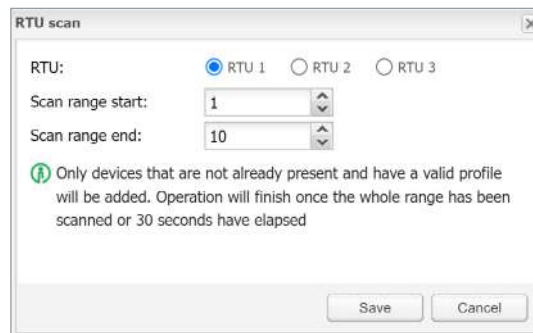 RTU scan
RTU: RTU 1 RTU 2 RTU 3
Scan range start: 1
Scan range end: 10
Only devices that are not already present and have a valid profile
will be added. Operation will finish once the whole range has been
scanned or 30 seconds have elapsed
Save Cancel